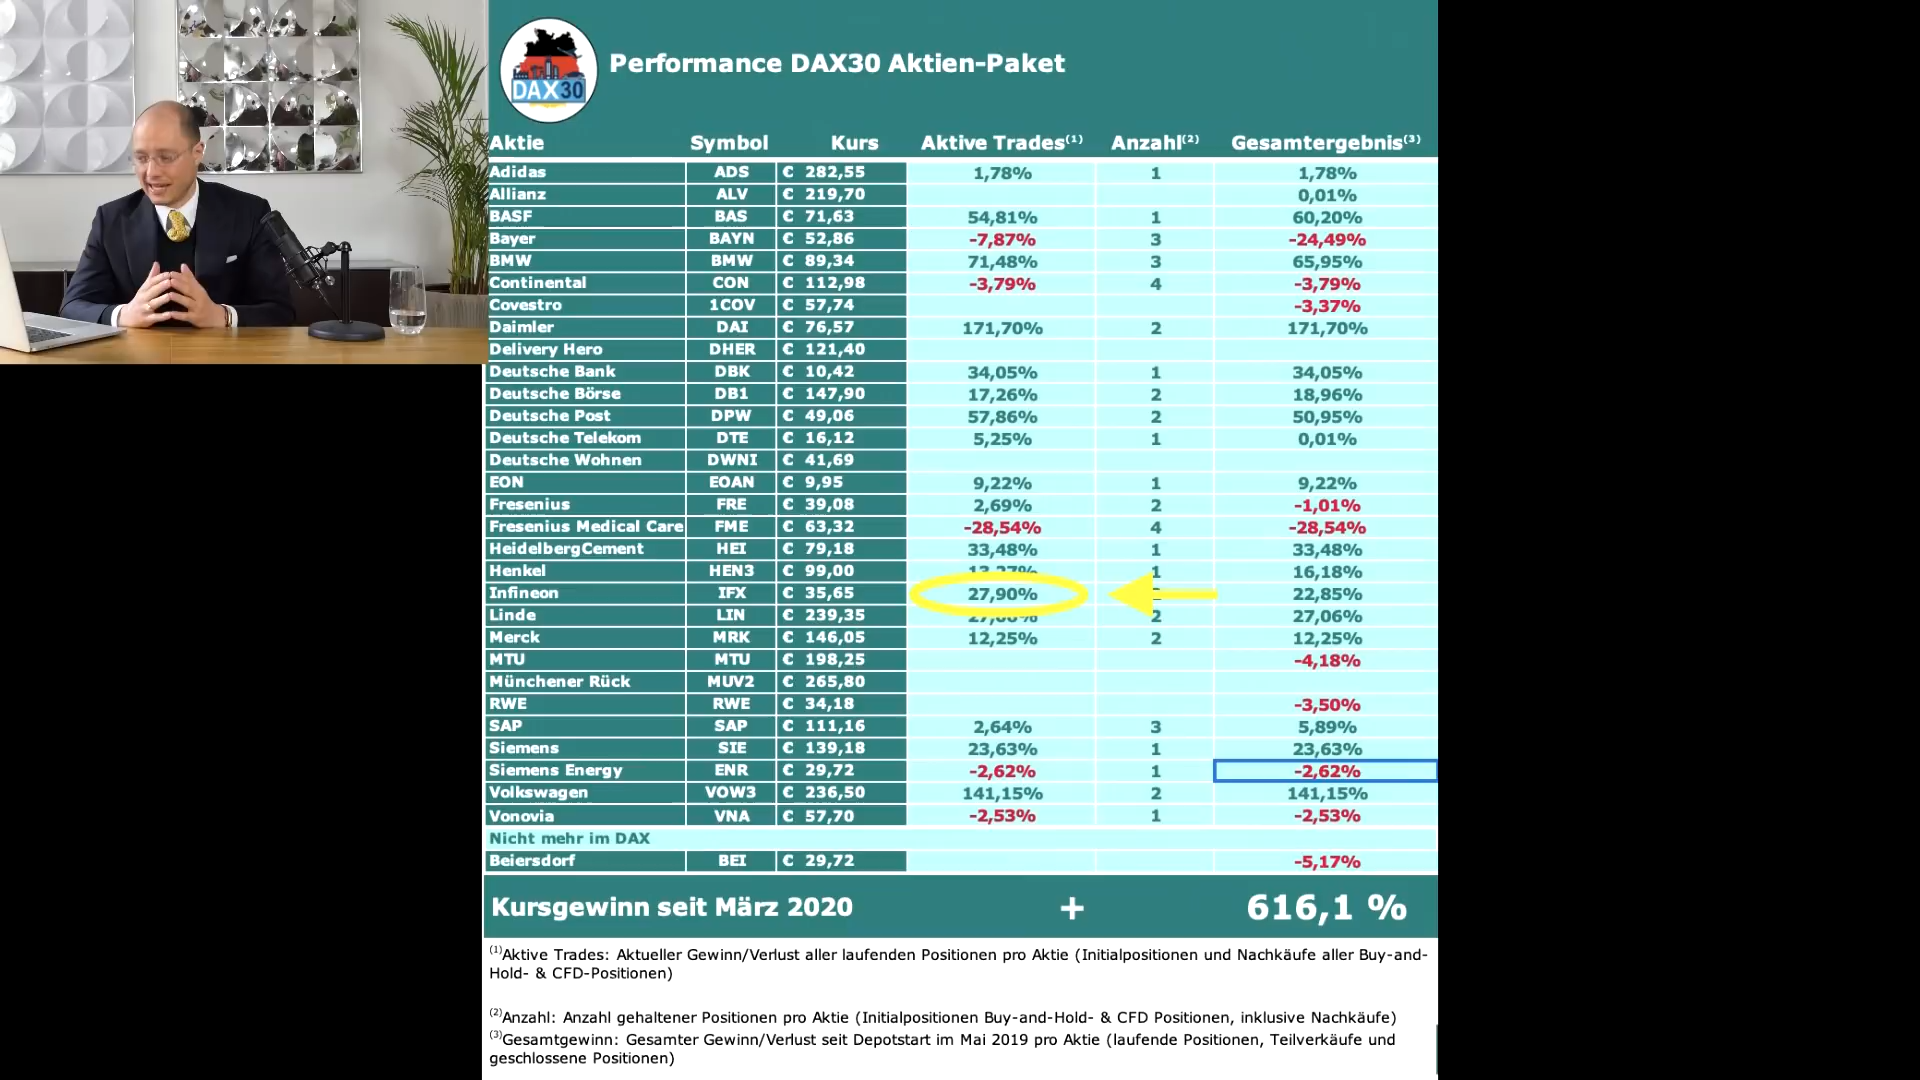 DAX30
Performance DAX30 Aktien-Paket
Aktie Symbol Kurs Aktive Trades(1) Anzahl(2) Gesamtergebnis(3)
Adidas ADS € 282,55 1,78% 1 1,78%
Allianz ALV € 219,70 0,01%
BASF BAS € 71,63 54,81% 1 60,20%
Bayer BAYN € 52,86 -7,87% 3 -24,49%
BMW BMW € 89,34 71,48% 3 65,95%
Continental CON € 112,98 -3,79% 4 -3,79%
Covestro 1COV € 57,74 -3,37%
Daimler DAI € 76,57 171,70% 2 171,70%
Delivery Hero DHER € 121,40
Deutsche Bank DBK € 10,42 34,05% 1 34,05%
Deutsche Börse DB1 € 147,90 17,26% 2 18,96%
Deutsche Post DPW € 49,06 57,86% 2 50,95%
Deutsche Telekom DTE € 16,12 5,25% 1 0,01%
Deutsche Wohnen DWNI € 41,69
EON EOAN € 9,95 9,22% 1 9,22%
Fresenius FRE € 39,08 2,69% 2 -1,01%
Fresenius Medical Care FME € 63,32 -28,54% 4 -28,54%
HeidelbergCement HEI € 79,18 33,48% 1 33,48%
Henkel HEN3 € 99,00 1 16,18%
Infineon IFX € 35,65 27,90% 22,85%
Linde LIN € 239,35 2 27,06%
Merck MRK € 146,05 12,25% 2 12,25%
MTU MTU € 198,25 -4,18%
Münchener Rück MUV2 € 265,80
RWE RWE € 34,18 -3,50%
SAP SAP € 111,16 2,64% 3 5,89%
Siemens SIE € 139,18 23,63% 1 23,63%
Siemens Energy ENR € 29,72 -2,62% 1 -2,62%
Volkswagen VOW3 € 236,50 141,15% 2 141,15%
Vonovia VNA € 57,70 -2,53% 1 -2,53%
Nicht mehr im DAX
Beiersdorf BEI € 29,72 -5,17%
Kursgewinn seit März 2020 + 616,1 %
(1)Aktive Trades: Aktueller Gewinn/Verlust aller laufenden Positionen pro Aktie (Initialpositionen und Nachkäufe aller Buy-and-
Hold- & CFD-Positionen)
(2)Anzahl: Anzahl gehaltener Positionen pro Aktie (Initialpositionen Buy-and-Hold- & CFD Positionen, inklusive Nachkäufe)
(3)Gesamtgewinn: Gesamter Gewinn/Verlust seit Depotstart im Mai 2019 pro Aktie (laufende Positionen, Teilverkäufe und
geschlossene Positionen)